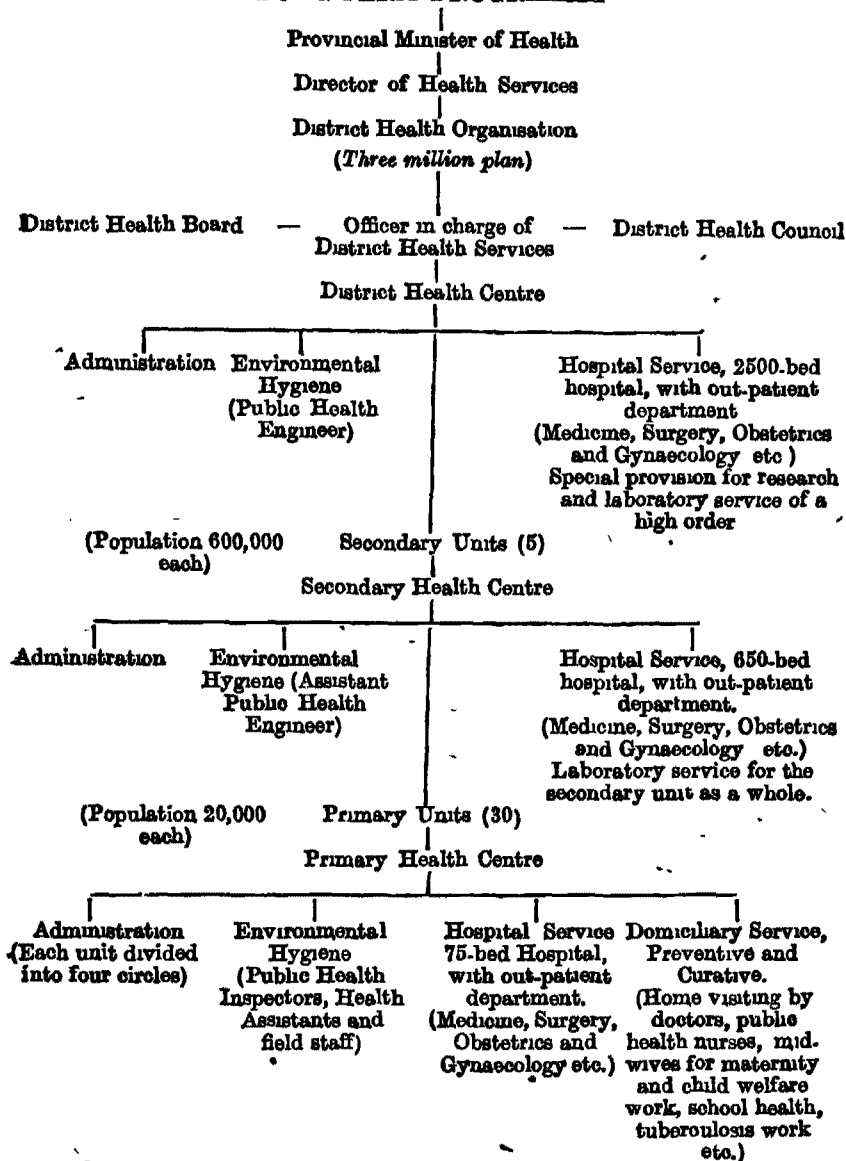 Provincial Minister of Health
Director of Health Services
District Health Organisation
(Three million plan)
District Health Board — Officer in charge of District Health Services — District Health Council
District Health Centre
Administration
Environmental
Hygiene
(Public Health
Engineer)
Hospital Service, 2500-bed
hospital, with out-patient
department
(Medicine, Surgery, Obstetrics
and Gynaecology etc )
Special provision for research
and laboratory service of a
high order
(Population 600,000
each)
Secondary Units (5)
Secondary Health Centre
Administration
Environmental
Hygiene (Assistant
Public Health
Engineer)
Hospital Service, 650-bed
hospital, with out-patient
department.
(Medicine, Surgery, Obstetrics
and Gynaecology etc.)
Laboratory service for the
secondary unit as a whole.
(Population 20,000
each)
Primary Units (30)
Primary Health Centre
Administration
(Each unit divided
into four circles)
Environmental
Hygiene
(Public Health
Inspectors, Health
Assistants and
field staff)
Hospital Service
75-bed Hospital,
with out-patient
department.
(Medicine, Surgery,
Obstetrics and
Gynaecology etc.)
Domiciliary Service,
Preventive and
Curative.
(Home visiting by
doctors, public
health nurses, mid-
wives for maternity
and child welfare
work, school health,
tuberculosis work
etc.)